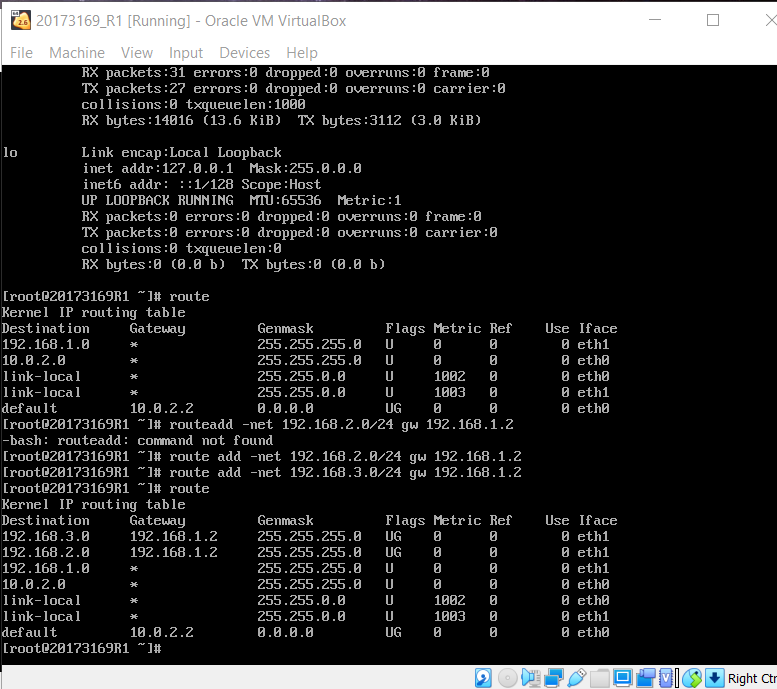 20173169_R1 [Running] - Oracle VM VirtualBox
File Machine View Input Devices Help
RX packets:31 errors:0 dropped:0 overruns:0 frame:0
TX packets:27 errors:0 dropped:0 overruns:0 carrier:0
collisions:0 txqueuelen:1000
RX bytes:14016 (13.6 KiB)  TX bytes:3112 (3.0 KiB)
lo        Link encap:Local Loopback
inet addr:127.0.0.1  Mask:255.0.0.0
inet6 addr: ::1/128 Scope:Host
UP LOOPBACK RUNNING  MTU:65536  Metric:1
RX packets:0 errors:0 dropped:0 overruns:0 frame:0
TX packets:0 errors:0 dropped:0 overruns:0 carrier:0
collisions:0 txqueuelen:0
RX bytes:0 (0.0 b)  TX bytes:0 (0.0 b)
[root@20173169R1 ~]# route
Kernel IP routing table
Destination     Gateway         Genmask         Flags Metric Ref    Use Iface
192.168.1.0     *               255.255.255.0   U     0      0        0 eth1
10.0.2.0        *               255.255.255.0   U     0      0        0 eth0
link-local      *               255.255.0.0     U     1002   0        0 eth0
link-local      *               255.255.0.0     U     1003   0        0 eth1
default         10.0.2.2        0.0.0.0         UG    0      0        0 eth0
[root@20173169R1 ~]# routeadd -net 192.168.2.0/24 gw 192.168.1.2
-bash: routeadd: command not found
[root@20173169R1 ~]# route add -net 192.168.2.0/24 gw 192.168.1.2
[root@20173169R1 ~]# route add -net 192.168.3.0/24 gw 192.168.1.2
[root@20173169R1 ~]# route
Kernel IP routing table
Destination     Gateway         Genmask         Flags Metric Ref    Use Iface
192.168.3.0     192.168.1.2     255.255.255.0   UG    0      0        0 eth1
192.168.2.0     192.168.1.2     255.255.255.0   UG    0      0        0 eth1
192.168.1.0     *               255.255.255.0   U     0      0        0 eth1
10.0.2.0        *               255.255.255.0   U     0      0        0 eth0
link-local      *               255.255.0.0     U     1002   0        0 eth0
link-local      *               255.255.0.0     U     1003   0        0 eth1
default         10.0.2.2        0.0.0.0         UG    0      0        0 eth0
[root@20173169R1 ~]#
Right Ctr